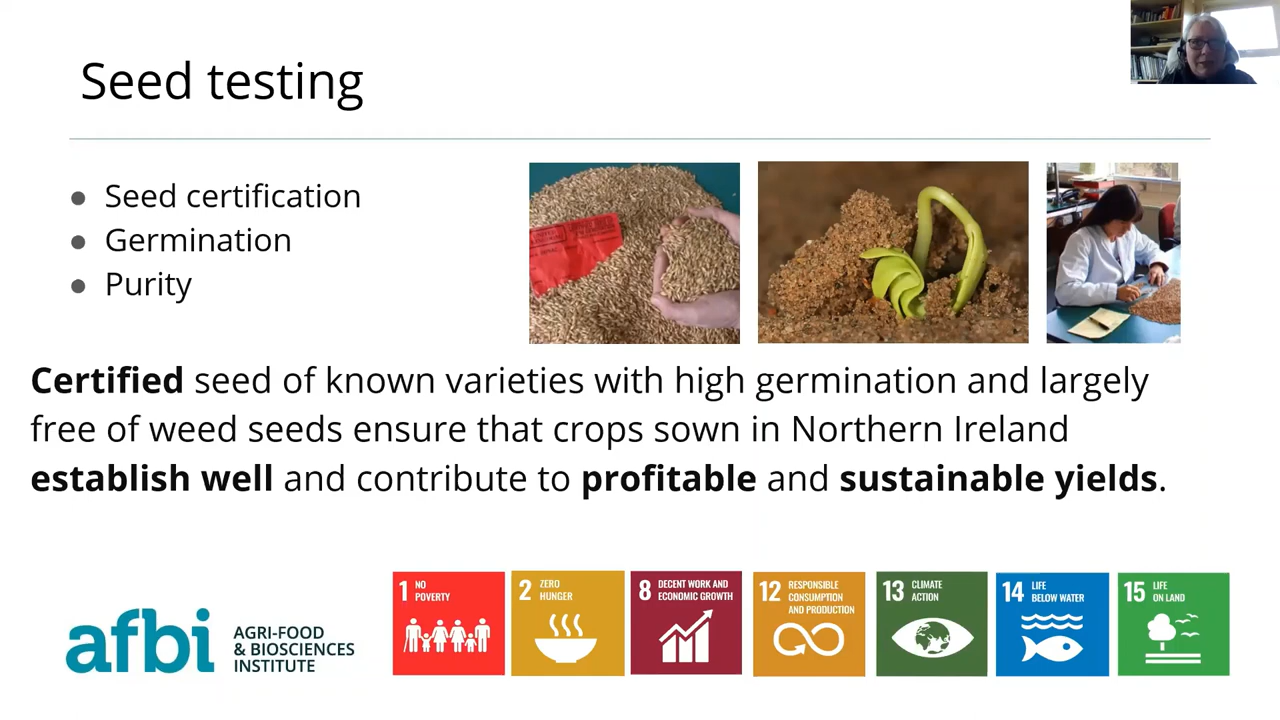 Seed testing
● Seed certification
● Germination
● Purity
Certified seed of known varieties with high germination and largely
free of weed seeds ensure that crops sown in Northern Ireland
establish well and contribute to profitable and sustainable yields.
afbi
AGRI-FOOD
& BIOSCIENCES
INSTITUTE
1 NO
POVERTY
2 ZERO
HUNGER
8 DECENT WORK AND
ECONOMIC GROWTH
12 RESPONSIBLE
CONSUMPTION
AND PRODUCTION
13 CLIMATE
ACTION
14 LIFE
BELOW WATER
15 LIFE
ON LAND